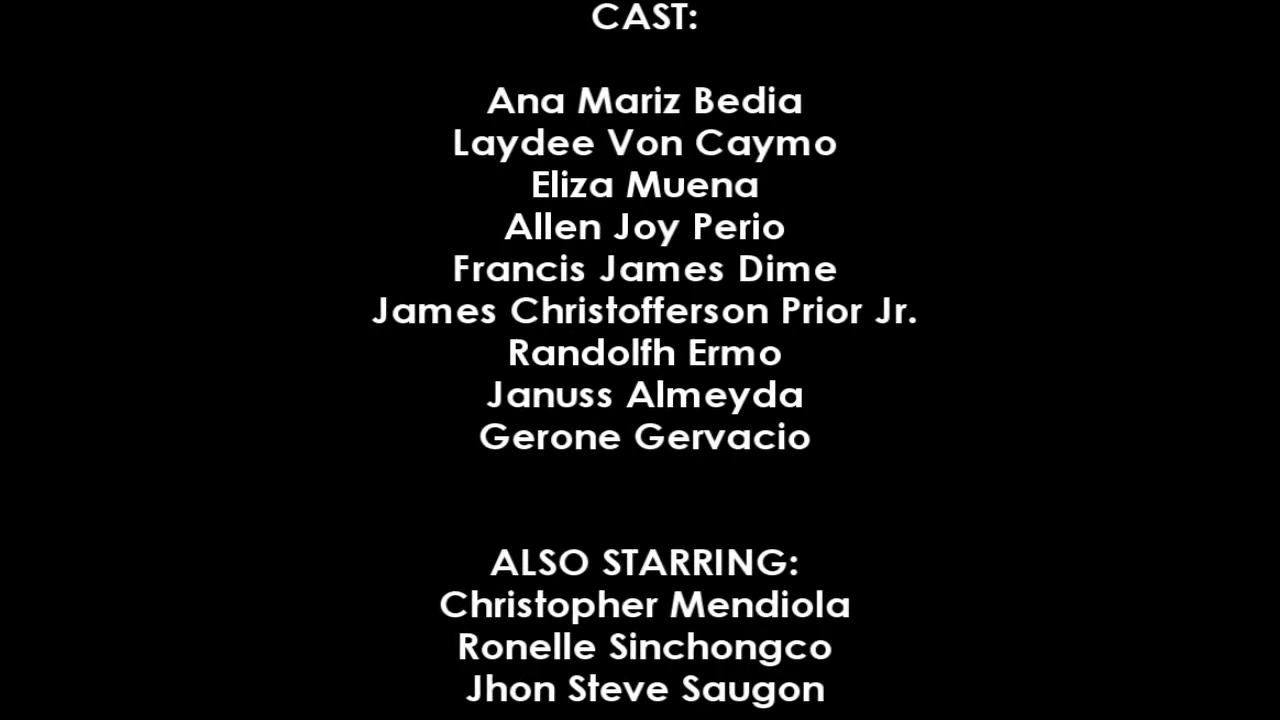 CAST:
Ana Mariz Bedia
Laydee Von Caymo
Eliza Muena
Allen Joy Perio
Francis James Dime
James Christofferson Prior Jr.
Randolfh Ermo
Januss Almeyda
Gerone Gervacio
ALSO STARRING:
Christopher Mendiola
Ronelle Sinchongco
Jhon Steve Saugon